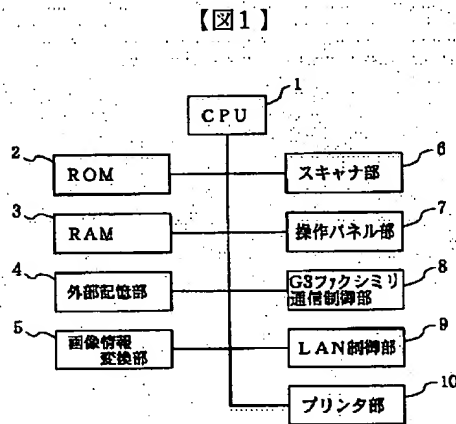 【図1】
1
CPU
2
ROM
6
スキャナ部
3
RAM
7
操作パネル部
4
外部記憶部
8
G3ファクシミリ
通信制御部
5
画像情報
変換部
9
LAN制御部
10
プリンタ部